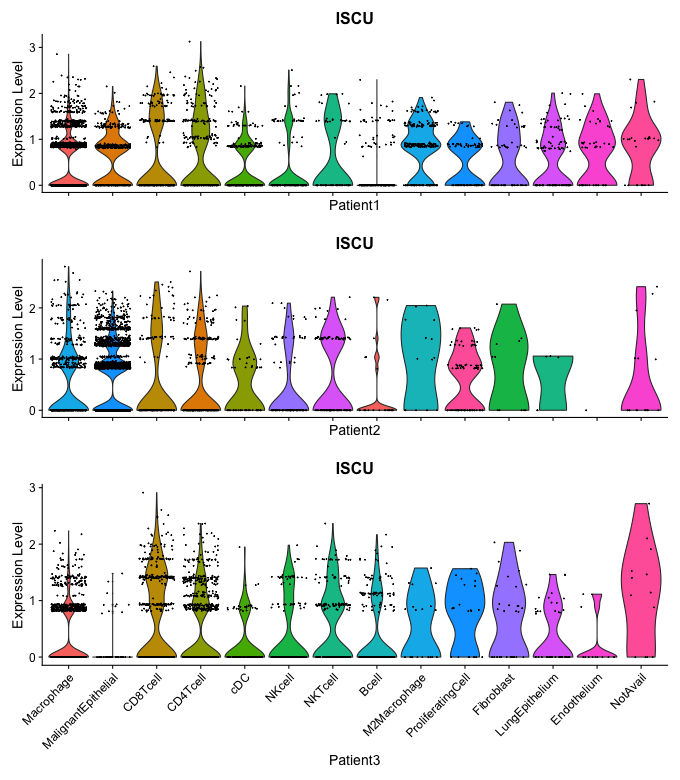 ISCU
Expression Level
3
2
1
0
Patient1
ISCU
Expression Level
2
1
0
Patient2
ISCU
Expression Level
3
2
1
0
Macrophage
MalignantEpithelial
CD8Tcell
CD4Tcell
cDC
NKcell
NKTcell
Bcell
M2Macrophage
ProliferatingCell
Fibroblast
LungEpithelium
Endothelium
NotAvail
Patient3